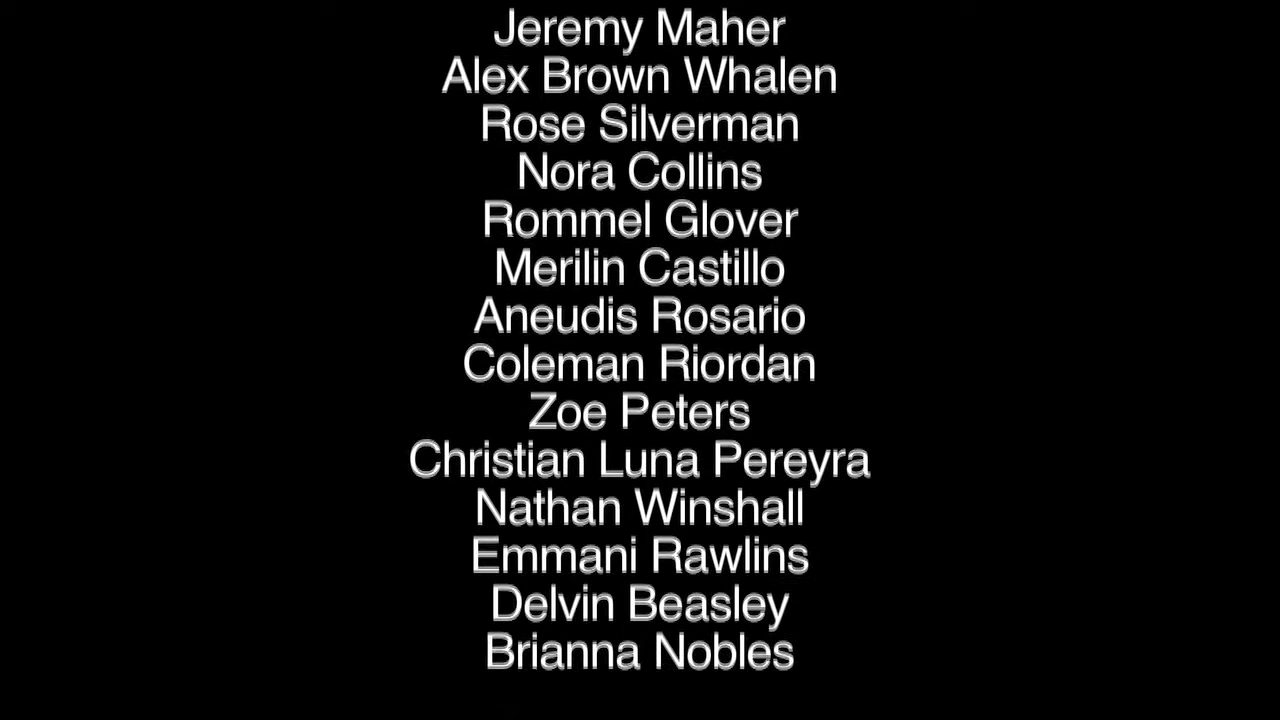 Jeremy Maher
Alex Brown Whalen
Rose Silverman
Nora Collins
Rommel Glover
Merilin Castillo
Aneudis Rosario
Coleman Riordan
Zoe Peters
Christian Luna Pereyra
Nathan Winshall
Emmani Rawlins
Delvin Beasley
Brianna Nobles